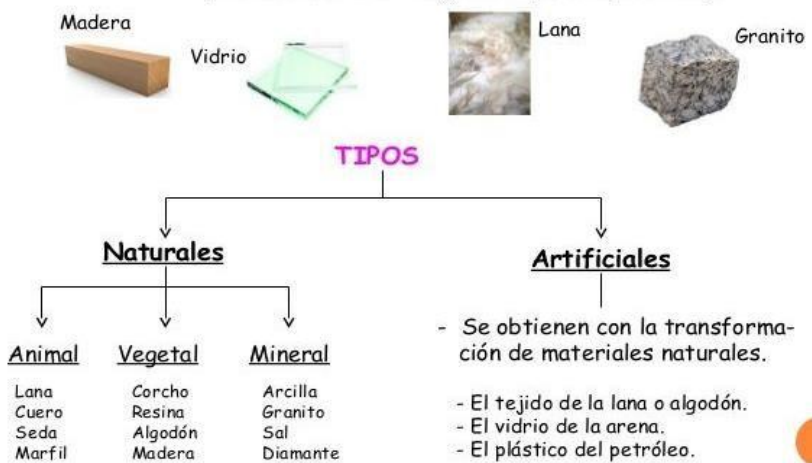 Madera
Vidrio
Lana
Granito
TIPOS
Naturales
Artificiales
Animal
Lana
Cuero
Seda
Marfil
Vegetal
Corcho
Resina
Algodón
Madera
Mineral
Arcilla
Granito
Sal
Diamante
- Se obtienen con la transforma-
ción de materiales naturales.
- El tejido de la lana o algodón.
- El vidrio de la arena.
- El plástico del petróleo.